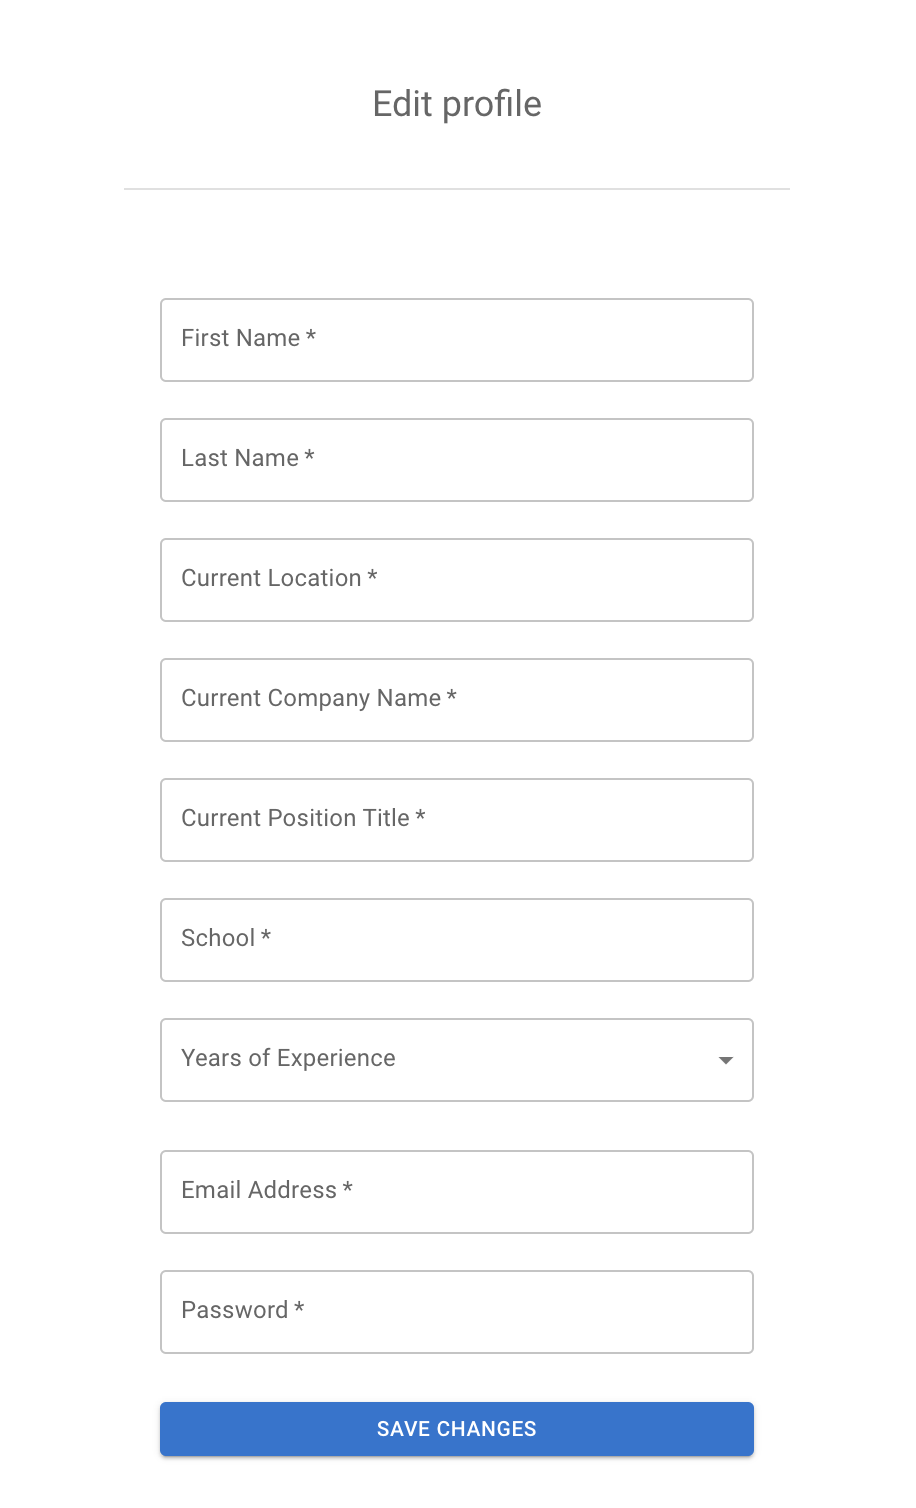 Edit profile
First Name *
Last Name *
Current Location *
Current Company Name *
Current Position Title *
School *
Years of Experience
Email Address *
Password *
SAVE CHANGES